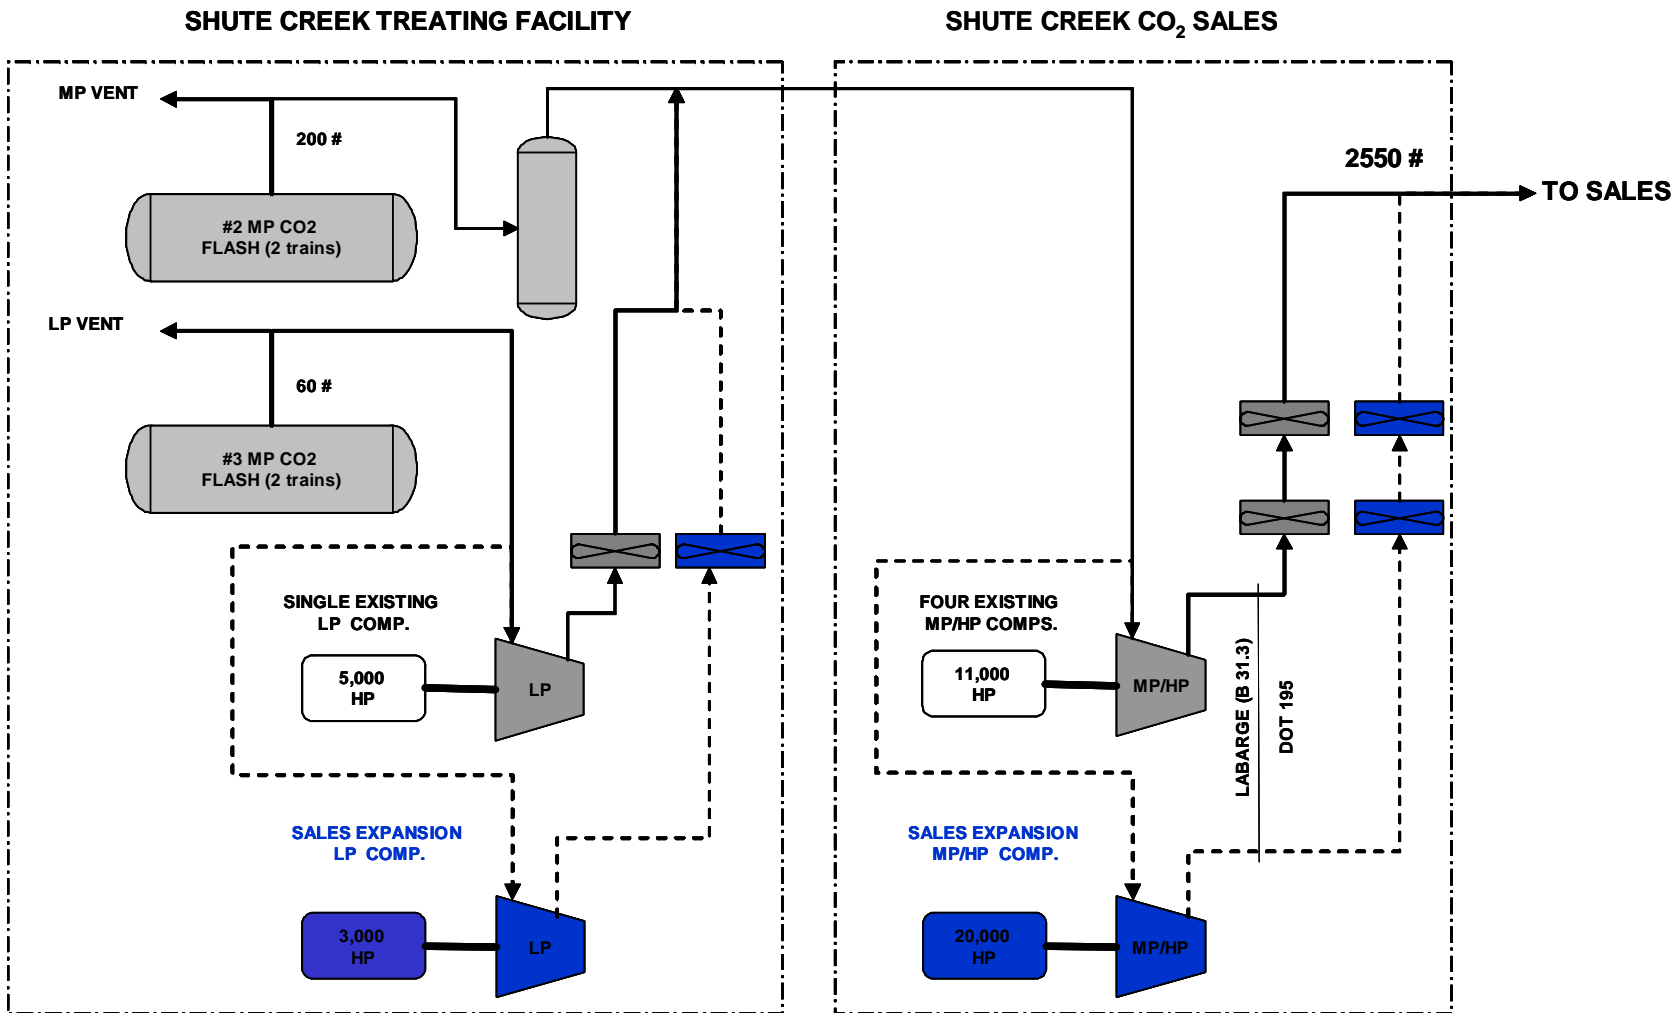 SHUTE CREEK TREATING FACILITY
SHUTE CREEK CO₂ SALES
MP VENT
200 #
#2 MP CO2
FLASH (2 trains)
LP VENT
60 #
#3 MP CO2
FLASH (2 trains)
SINGLE EXISTING
LP COMP.
5,000
HP
LP
SALES EXPANSION
LP COMP.
3,000
HP
LP
2550 #
TO SALES
FOUR EXISTING
MP/HP COMPS.
11,000
HP
MP/HP
LABARGE (B 31.3)
DOT 195
SALES EXPANSION
MP/HP COMP.
20,000
HP
MP/HP